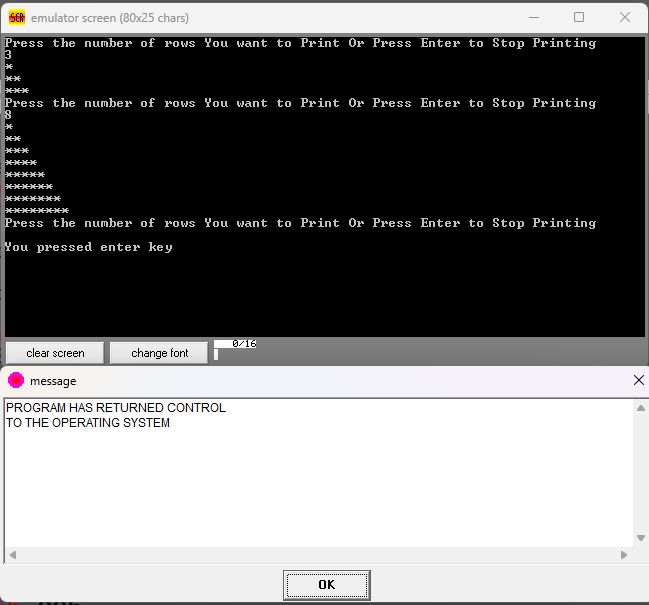 SCR emulator screen (80x25 chars)
Press the number of rows You want to Print Or Press Enter to Stop Printing
3
*
**
***
Press the number of rows You want to Print Or Press Enter to Stop Printing
8
*
**
***
****
*****
******
*******
********
Press the number of rows You want to Print Or Press Enter to Stop Printing
You pressed enter key
clear screen change font 0/16
message
PROGRAM HAS RETURNED CONTROL
TO THE OPERATING SYSTEM
OK